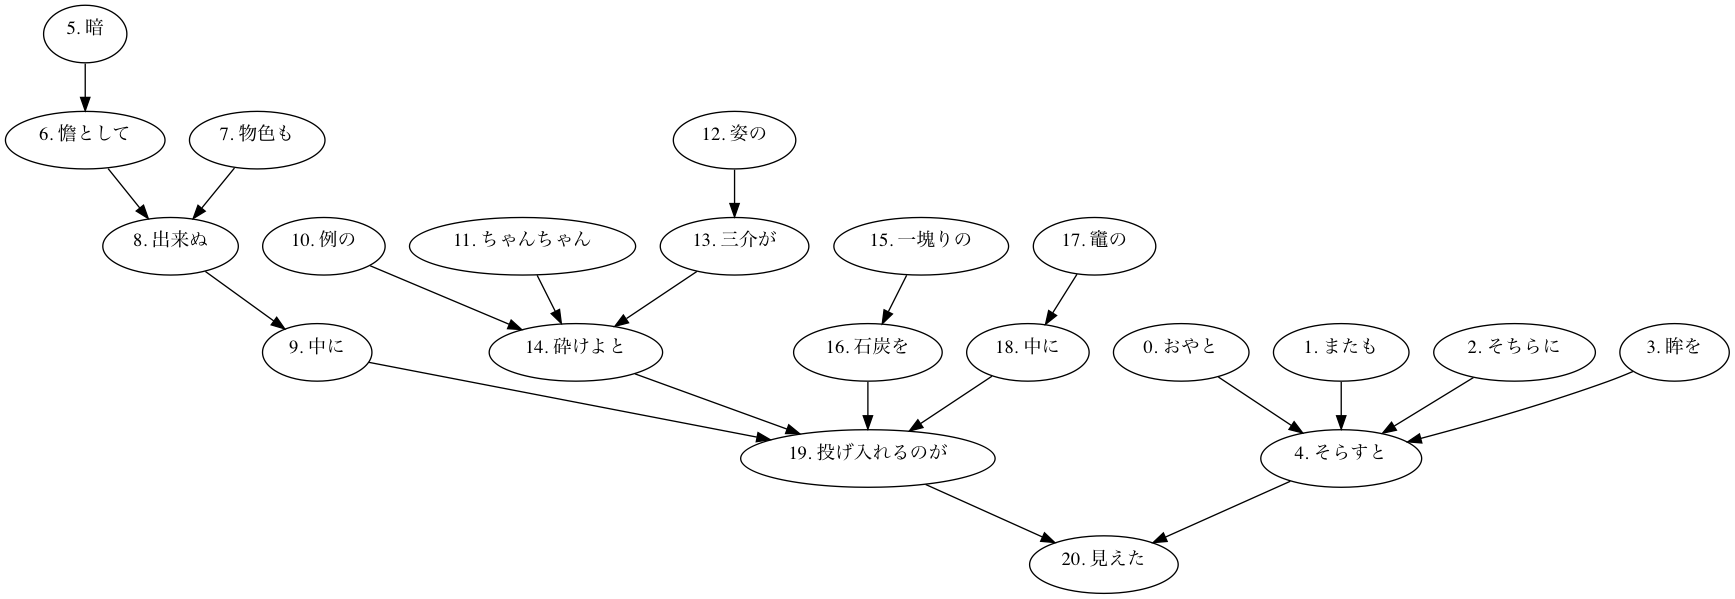 5. 暗
6. 憺として
7. 物色も
12. 姿の
8. 出来ぬ
10. 例の
11. ちゃんちゃん
13. 三介が
15. 一塊りの
17. 竈の
9. 中に
14. 砕けよと
16. 石炭を
18. 中に
0. おやと
1. またも
2. そちらに
3. 眸を
19. 投げ入れるのが
4. そらすと
20. 見えた